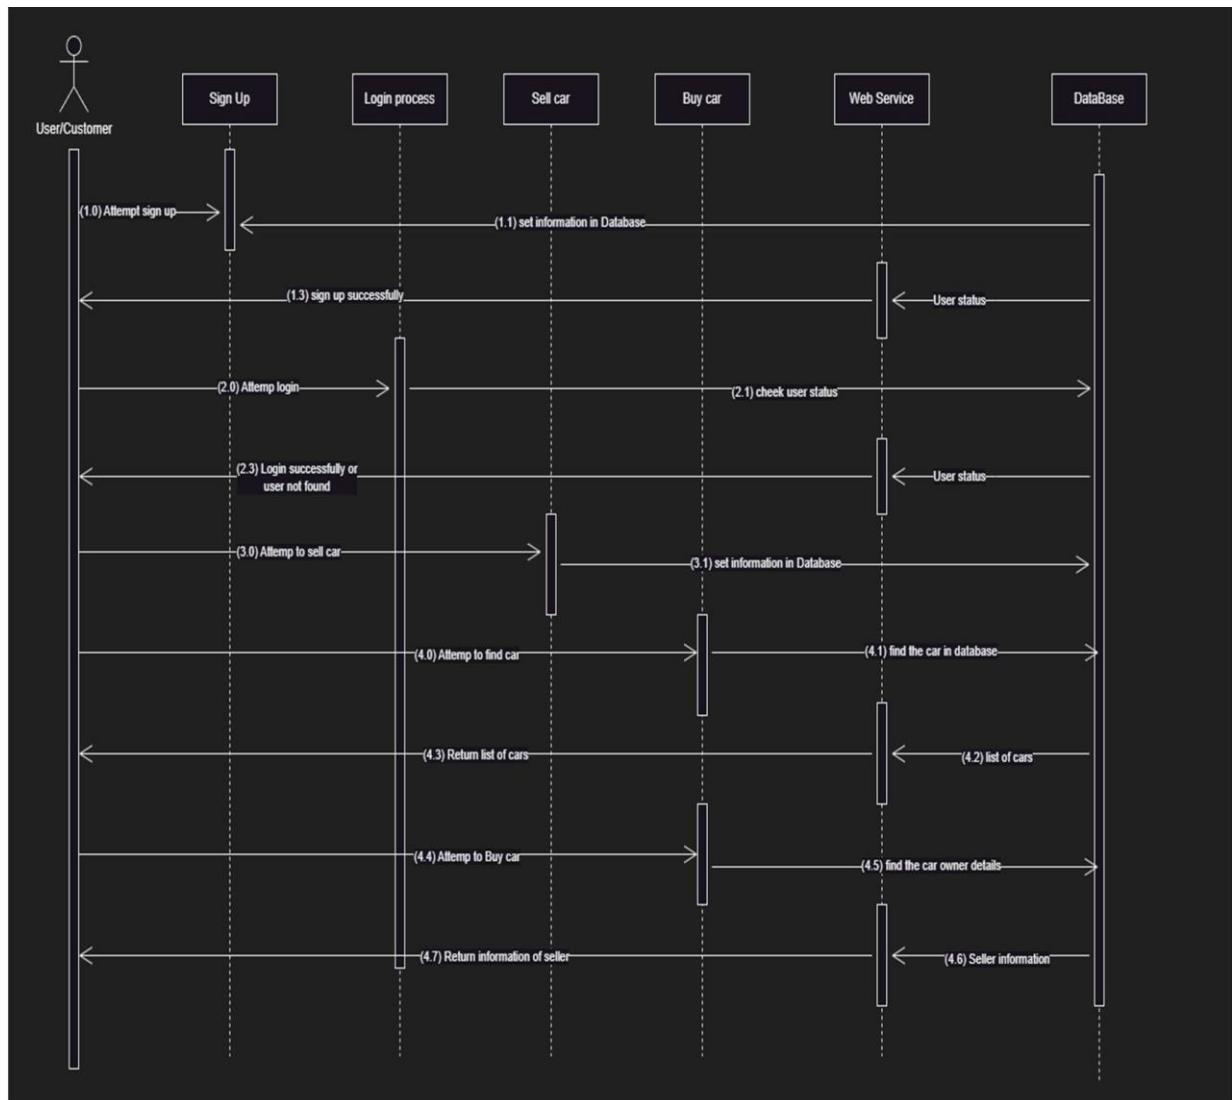 User/Customer
Sign Up
Login process
Sell car
Buy car
Web Service
DataBase
(1.0) Attempt sign up
(1.1) set information in Database
(1.3) sign up successfully
User status
(2.0) Attemp login
(2.1) cheek user status
(2.3) Login successfully or
user not found
User status
(3.0) Attemp to sell car
(3.1) set information in Database
(4.0) Attemp to find car
(4.1) find the car in database
(4.3) Return list of cars
(4.2) list of cars
(4.4) Attemp to Buy car
(4.5) find the car owner details
(4.7) Return information of seller
(4.6) Seller information